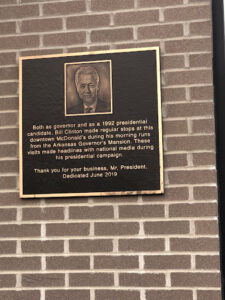 Both as governor and as a 1992 presidential
candidate, Bill Clinton made regular stops at this
downtown McDonald's during his morning runs
from the Arkansas Governor's Mansion. These
visits made headlines with national media during
his presidential campaign.
Thank you for your business, Mr. President.
Dedicated June 2019